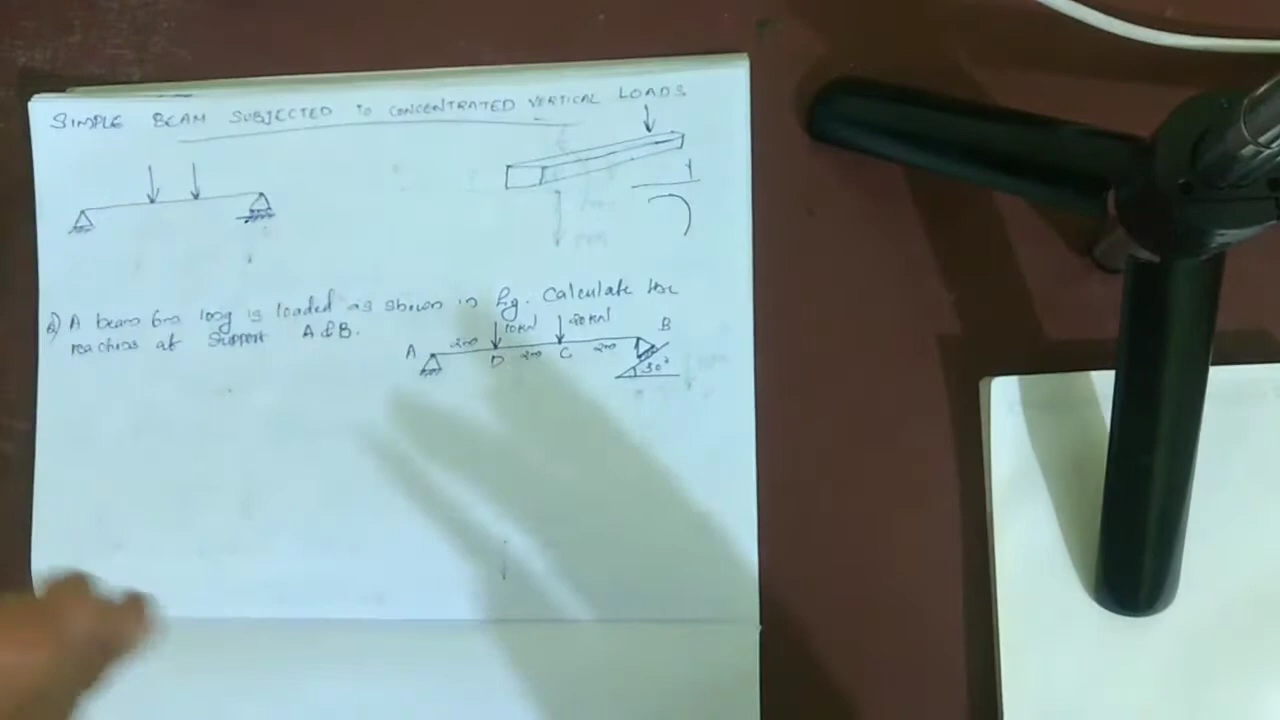 SIMPLE BEAM SUBJECTED TO CONCENTRATED VERTICAL LOADS
Q) A beam 6m long is loaded as shown in fig. Calculate the
reactions at Support A & B.
10KN 20KN
A 2m D 2m C 2m B
30°